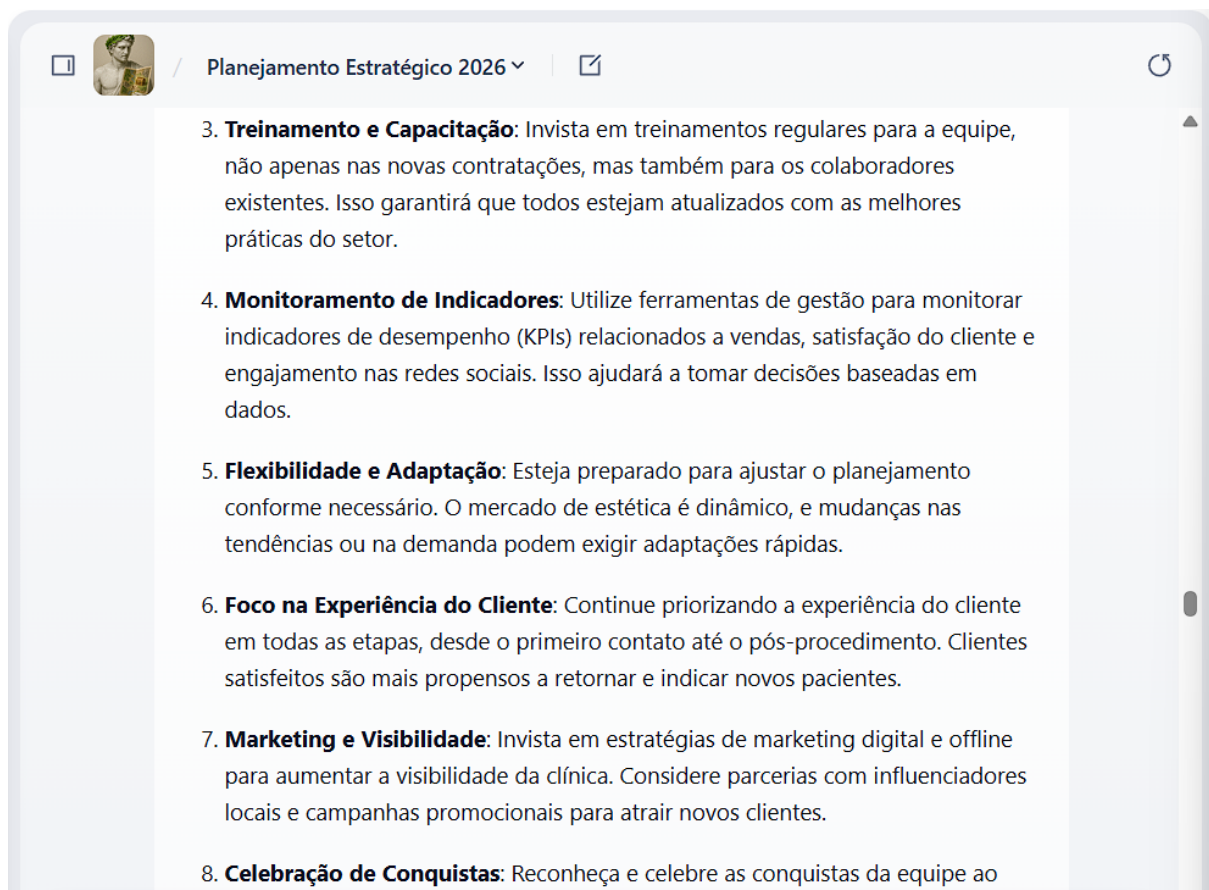 / Planejamento Estratégico 2026
3. Treinamento e Capacitação: Invista em treinamentos regulares para a equipe,
não apenas nas novas contratações, mas também para os colaboradores
existentes. Isso garantirá que todos estejam atualizados com as melhores
práticas do setor.
4. Monitoramento de Indicadores: Utilize ferramentas de gestão para monitorar
indicadores de desempenho (KPIs) relacionados a vendas, satisfação do cliente e
engajamento nas redes sociais. Isso ajudará a tomar decisões baseadas em
dados.
5. Flexibilidade e Adaptação: Esteja preparado para ajustar o planejamento
conforme necessário. O mercado de estética é dinâmico, e mudanças nas
tendências ou na demanda podem exigir adaptações rápidas.
6. Foco na Experiência do Cliente: Continue priorizando a experiência do cliente
em todas as etapas, desde o primeiro contato até o pós-procedimento. Clientes
satisfeitos são mais propensos a retornar e indicar novos pacientes.
7. Marketing e Visibilidade: Invista em estratégias de marketing digital e offline
para aumentar a visibilidade da clínica. Considere parcerias com influenciadores
locais e campanhas promocionais para atrair novos clientes.
8. Celebração de Conquistas: Reconheça e celebre as conquistas da equipe ao